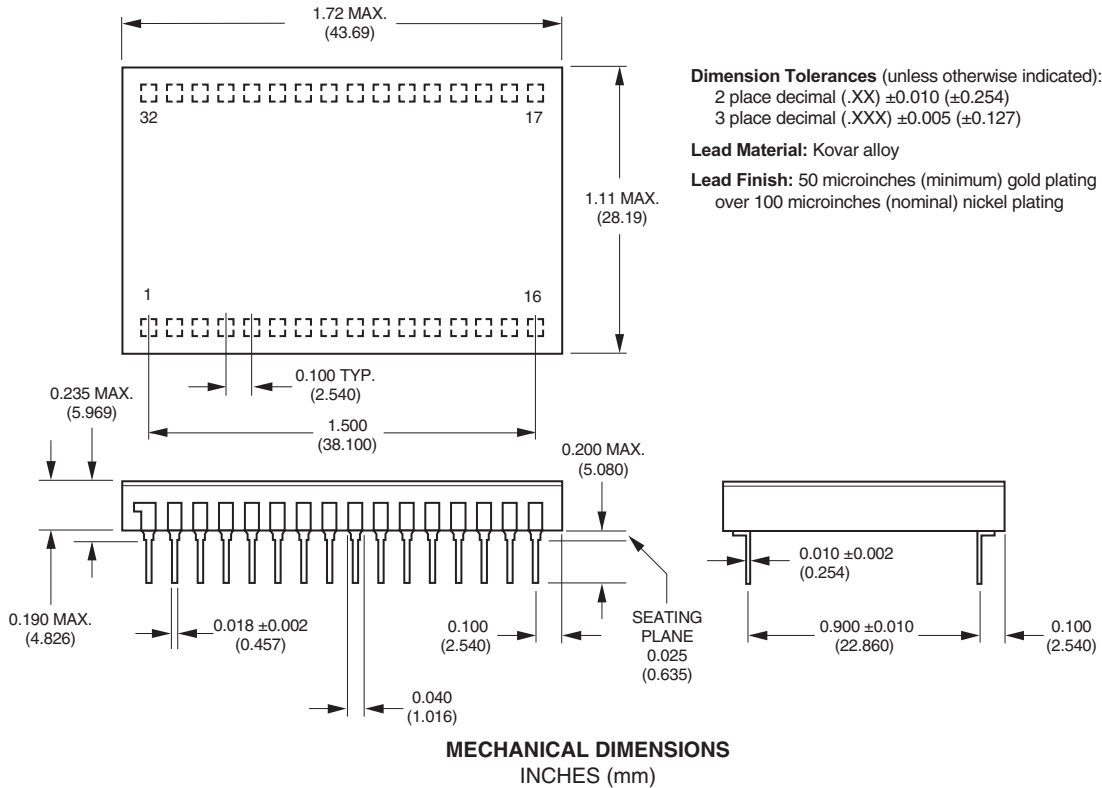 1.72 MAX.
(43.69)
32
17
1.11 MAX.
(28.19)
1
16
Dimension Tolerances (unless otherwise indicated):
2 place decimal (.XX) ±0.010 (±0.254)
3 place decimal (.XXX) ±0.005 (±0.127)
Lead Material: Kovar alloy
Lead Finish: 50 microinches (minimum) gold plating
over 100 microinches (nominal) nickel plating
0.100 TYP.
(2.540)
0.235 MAX.
(5.969)
1.500
(38.100)
0.200 MAX.
(5.080)
0.190 MAX.
(4.826)
0.018 ±0.002
(0.457)
0.100
(2.540)
0.040
(1.016)
SEATING
PLANE
0.025
(0.635)
0.010 ±0.002
(0.254)
0.900 ±0.010
(22.860)
0.100
(2.540)
MECHANICAL DIMENSIONS
INCHES (mm)